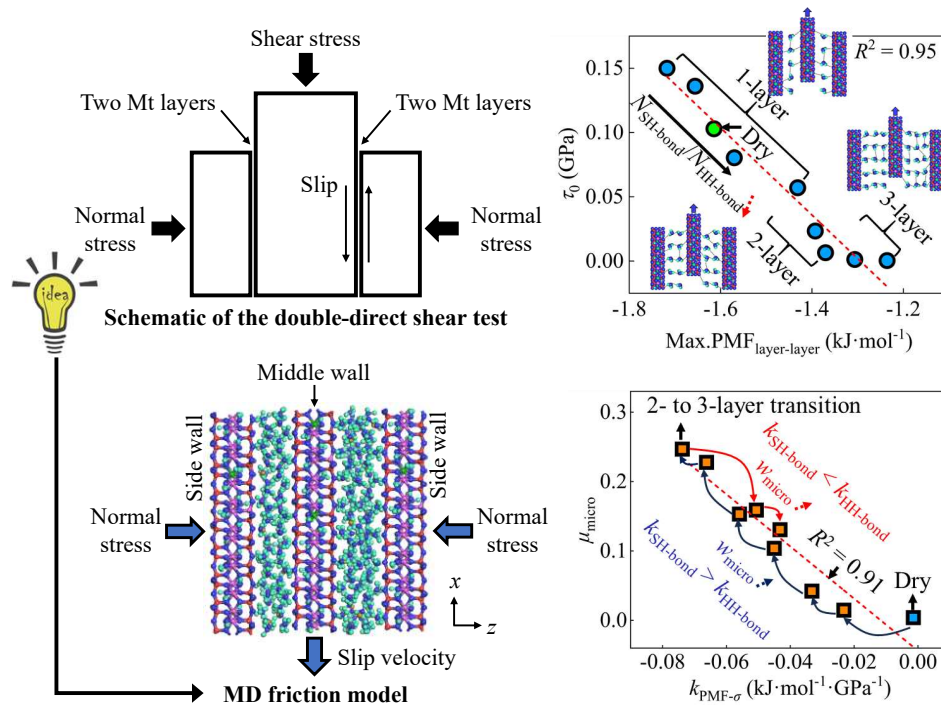 Shear stress
Two Mt layers
Two Mt layers
Slip
Normal stress
Normal stress
idea
Schematic of the double-direct shear test
Middle wall
Side wall
Side wall
Normal stress
Normal stress
x
z
Slip velocity
MD friction model
R² = 0.95
0.15
0.10
0.05
0.00
τ₀ (GPa)
1-layer
Dry
N_SH-bond/N_HH-bond
2-layer
3-layer
-1.8
-1.6
-1.4
-1.2
Max.PMF_layer-layer (kJ·mol⁻¹)
0.3
0.2
0.1
0.0
μ_micro
2- to 3-layer transition
k_SH-bond < k_HH-bond
w_micro
R² = 0.91
w_micro
k_SH-bond > k_HH-bond
Dry
-0.08
-0.06
-0.04
-0.02
0.00
k_PMF-σ (kJ·mol⁻¹·GPa⁻¹)